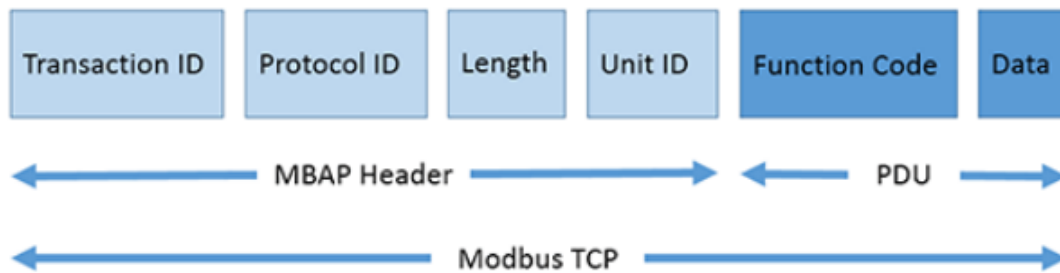 Transaction ID Protocol ID Length Unit ID Function Code Data
MBAP Header PDU
Modbus TCP